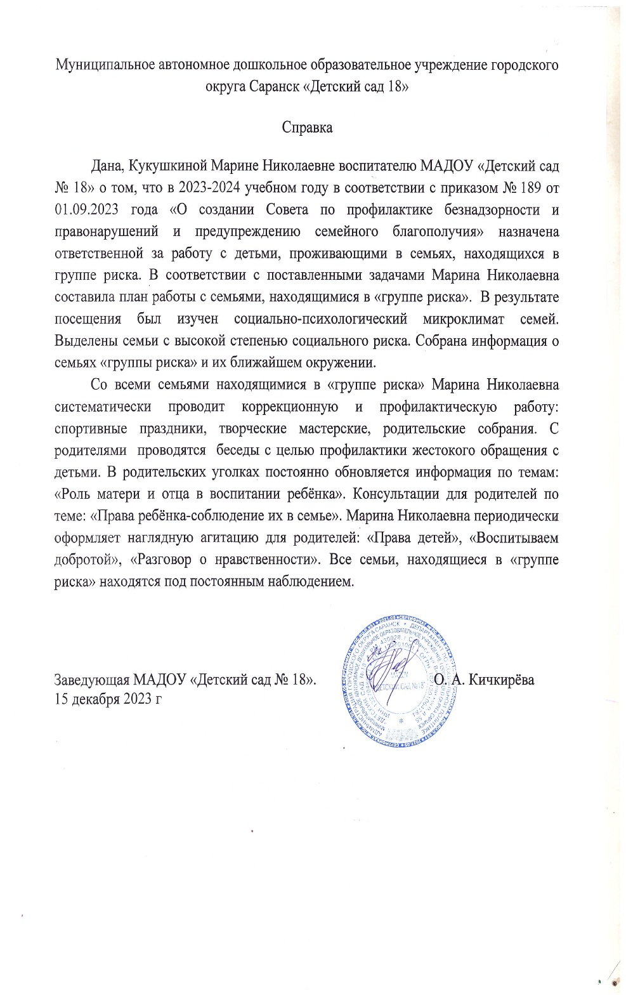 Муниципальное автономное дошкольное образовательное учреждение городского
округа Саранск «Детский сад 18»
Справка
Дана, Кукушкиной Марине Николаевне воспитателю МАДОУ «Детский сад
№ 18» о том, что в 2023-2024 учебном году в соответствии с приказом № 189 от
01.09.2023 года «О создании Совета по профилактике безнадзорности и
правонарушений и предупреждению семейного благополучия» назначена
ответственной за работу с детьми, проживающими в семьях, находящихся в
группе риска. В соответствии с поставленными задачами Марина Николаевна
составила план работы с семьями, находящимися в «группе риска». В результате
посещения был изучен социально-психологический микроклимат семей.
Выделены семьи с высокой степенью социального риска. Собрана информация о
семьях «группы риска» и их ближайшем окружении.
Со всеми семьями находящимися в «группе риска» Марина Николаевна
систематически проводит коррекционную и профилактическую работу:
спортивные праздники, творческие мастерские, родительские собрания. С
родителями проводятся беседы с целью профилактики жестокого обращения с
детьми. В родительских уголках постоянно обновляется информация по темам:
«Роль матери и отца в воспитании ребёнка». Консультации для родителей по
теме: «Права ребёнка-соблюдение их в семье». Марина Николаевна периодически
оформляет наглядную агитацию для родителей: «Права детей», «Воспитываем
добротой», «Разговор о нравственности». Все семьи, находящиеся в «группе
риска» находятся под постоянным наблюдением.
Заведующая МАДОУ «Детский сад № 18». О. А. Кичкирёва
15 декабря 2023 г
МАДОУ
"ДЕТСКИЙ САД №18"